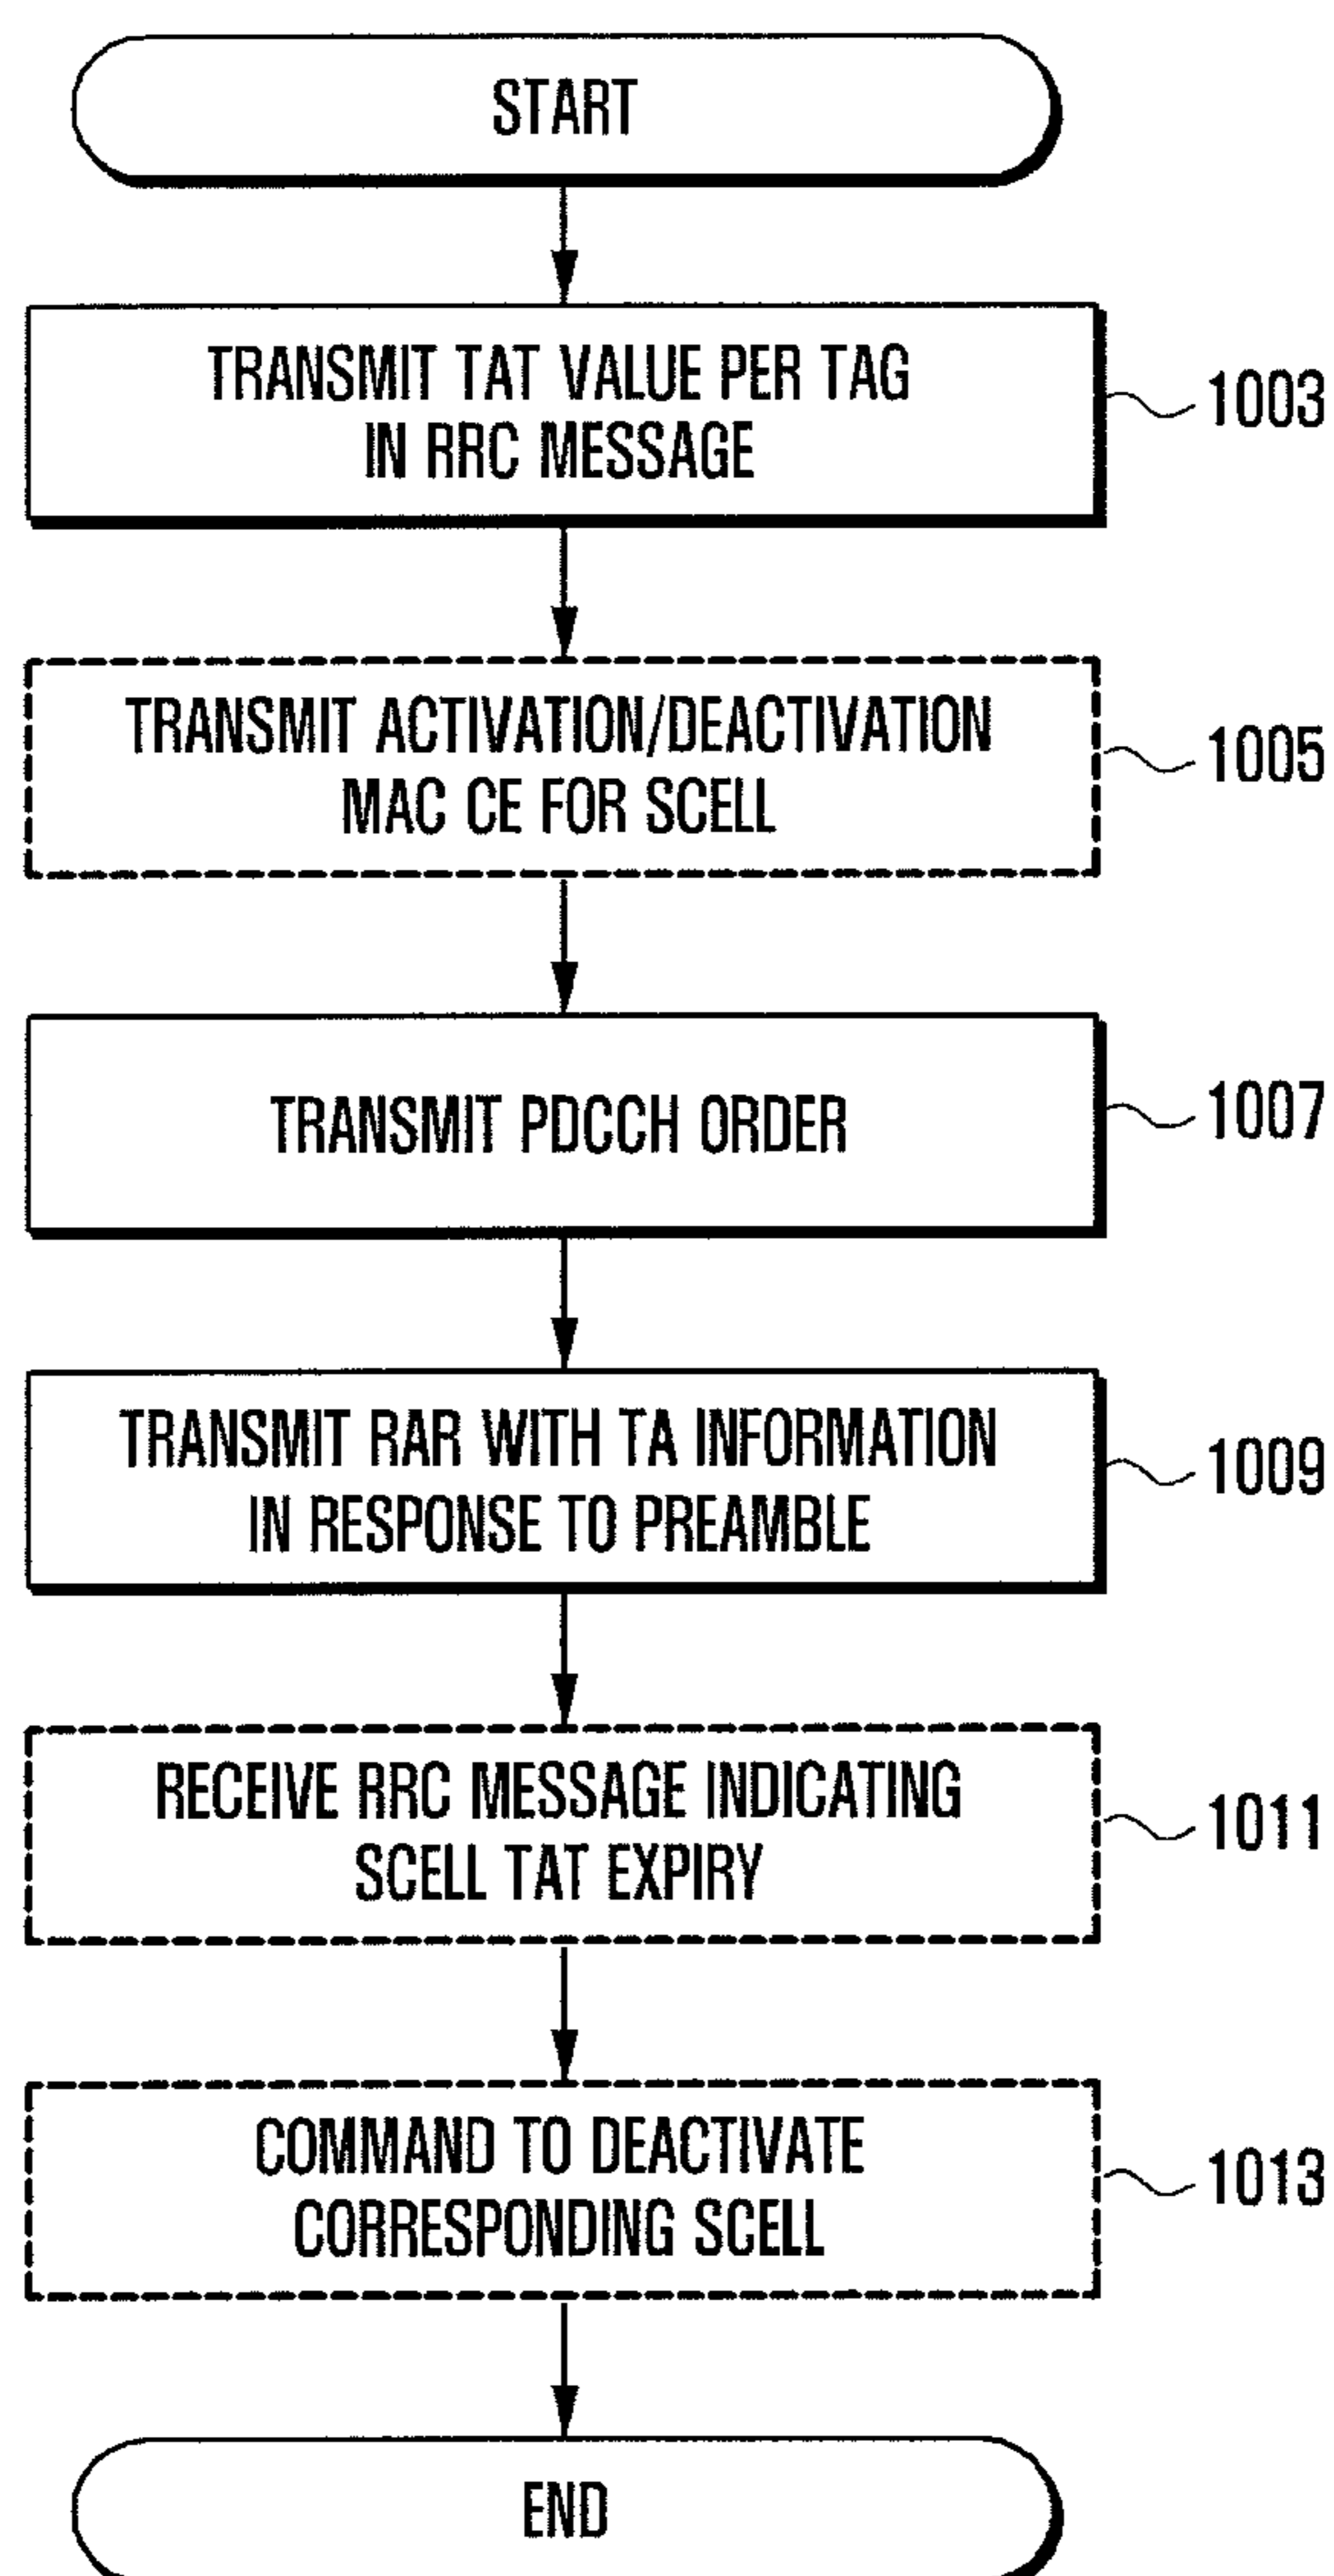 START
TRANSMIT TAT VALUE PER TAG
IN RRC MESSAGE
1003
TRANSMIT ACTIVATION/DEACTIVATION
MAC CE FOR SCELL
1005
TRANSMIT PDCCH ORDER
1007
TRANSMIT RAR WITH TA INFORMATION
IN RESPONSE TO PREAMBLE
1009
RECEIVE RRC MESSAGE INDICATING
SCELL TAT EXPIRY
1011
COMMAND TO DEACTIVATE
CORRESPONDING SCELL
1013
END